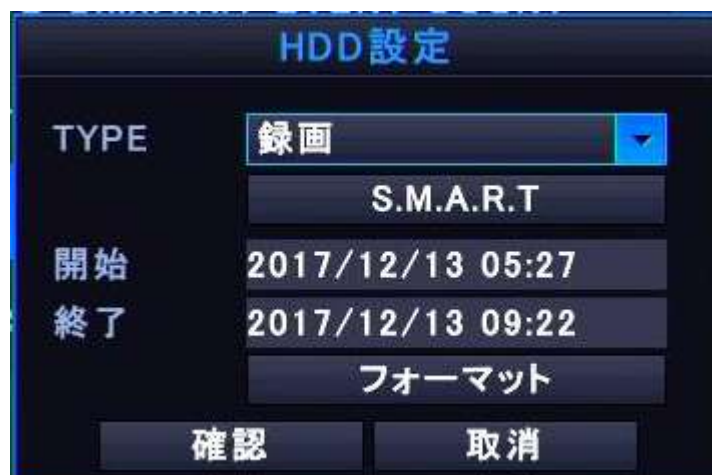 HDD設定
TYPE 録画
S.M.A.R.T
開始 2017/12/13 05:27
終了 2017/12/13 09:22
フォーマット
確認 取消